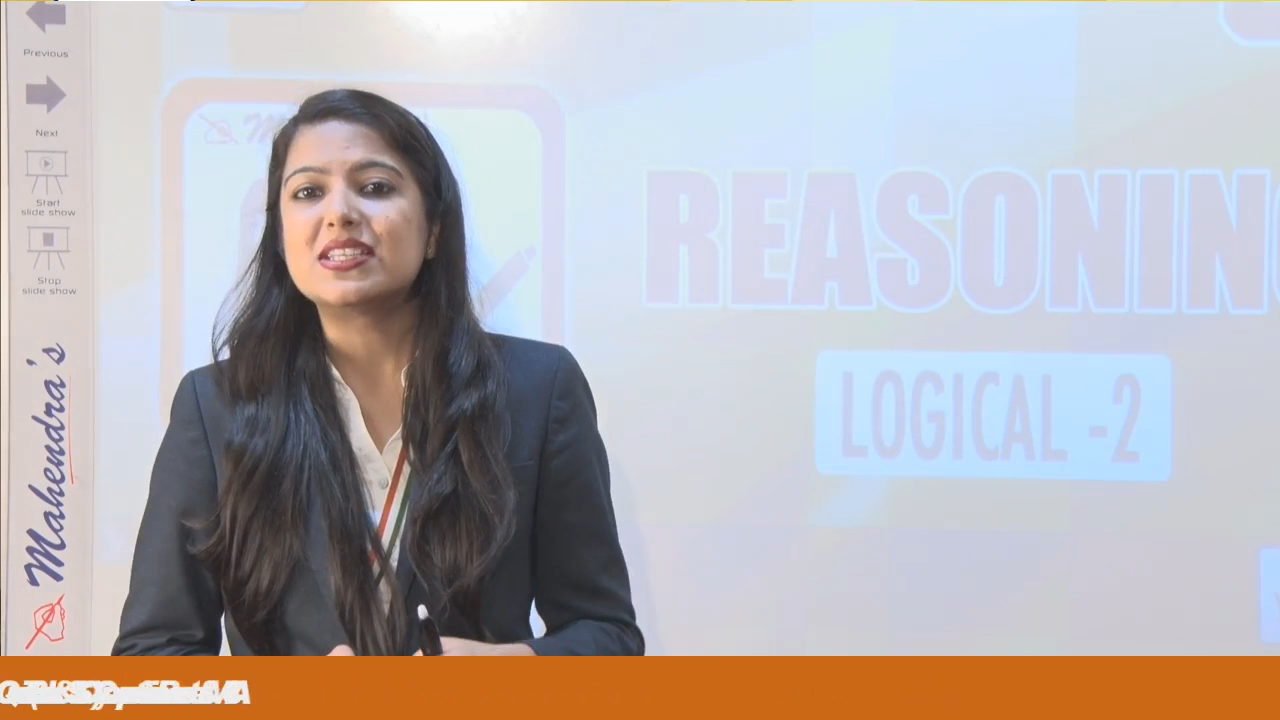 Previous
Next
Start
slide show
Stop
slide show
Mahendra's
REASONING
LOGICAL -2